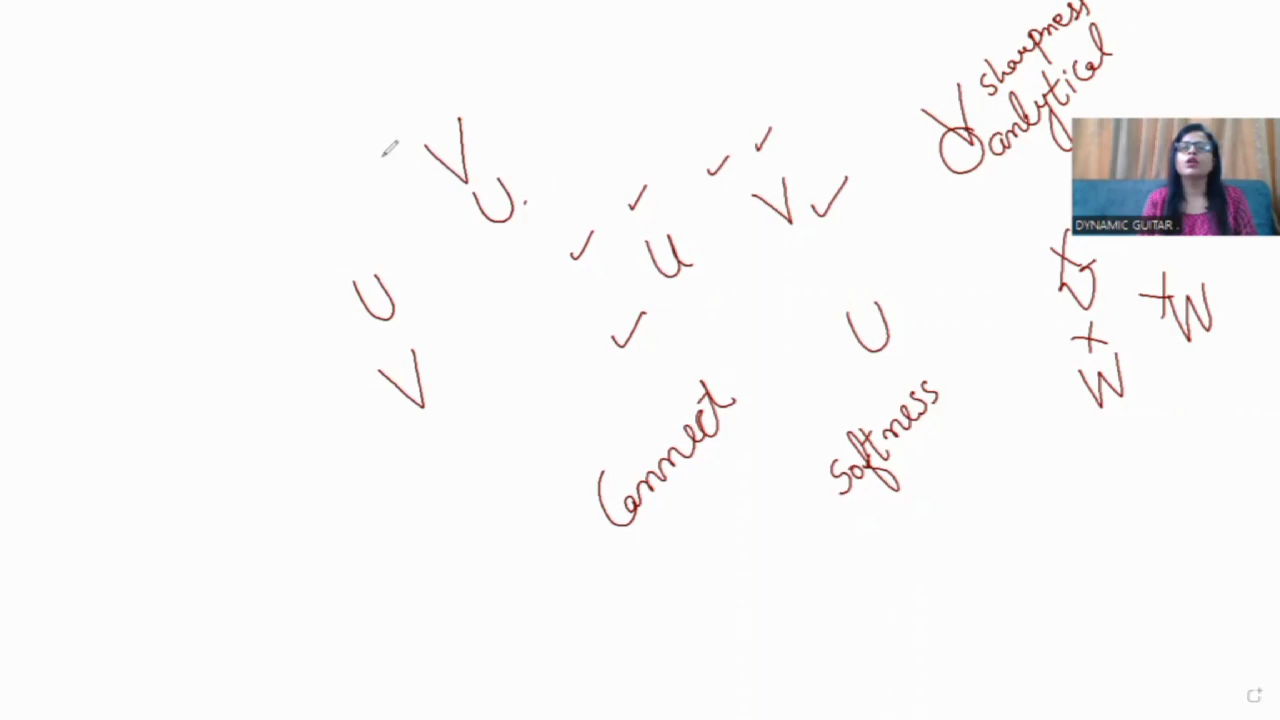 sharpness
V
analytical
V
DYNAMIC GUITAR .
U.
V
U
U
W
U
V
W
Connect
Softness